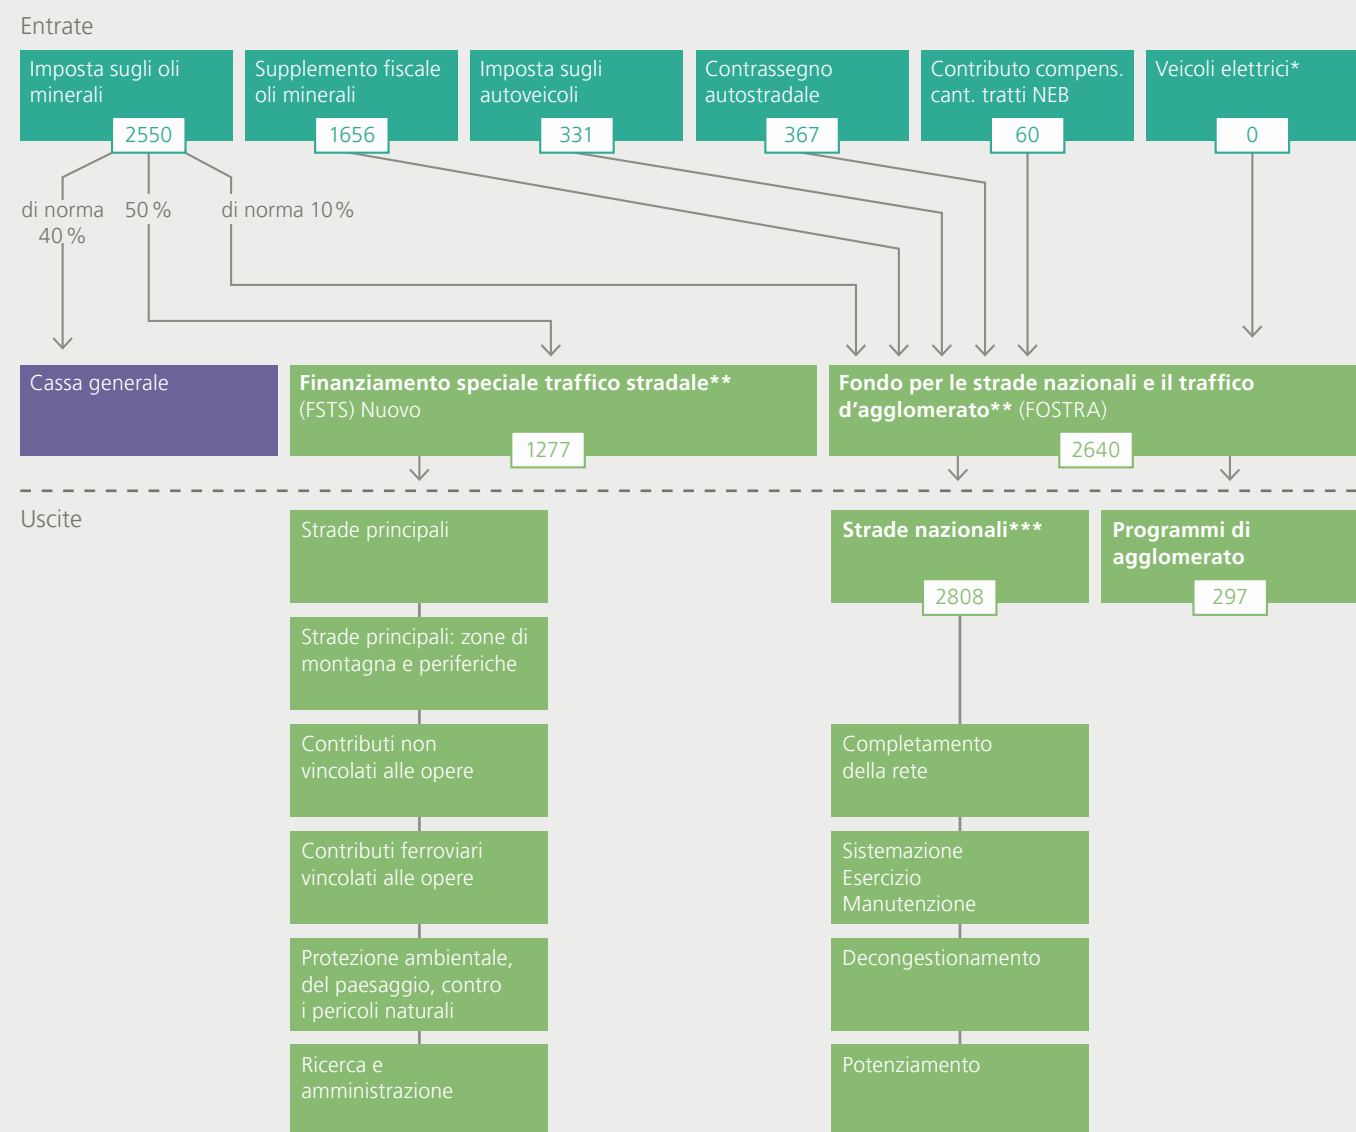 Entrate
Imposta sugli oli
minerali
2550
Supplemento fiscale
oli minerali
1656
Imposta sugli
autoveicoli
331
Contrassegno
autostradale
367
Contributo compens.
cant. tratti NEB
60
Veicoli elettrici*
0
di norma
40 %
50 %
di norma 10 %
Cassa generale
Finanziamento speciale traffico stradale**
(FSTS) Nuovo
1277
Fondo per le strade nazionali e il traffico
d'agglomerato** (FOSTRA)
2640
Uscite
Strade principali
Strade principali: zone di
montagna e periferiche
Contributi non
vincolati alle opere
Contributi ferroviari
vincolati alle opere
Protezione ambientale,
del paesaggio, contro
i pericoli naturali
Ricerca e
amministrazione
Strade nazionali***
2808
Completamento
della rete
Sistemazione
Esercizio
Manutenzione
Decongestionamento
Potenziamento
Programmi di
agglomerato
297